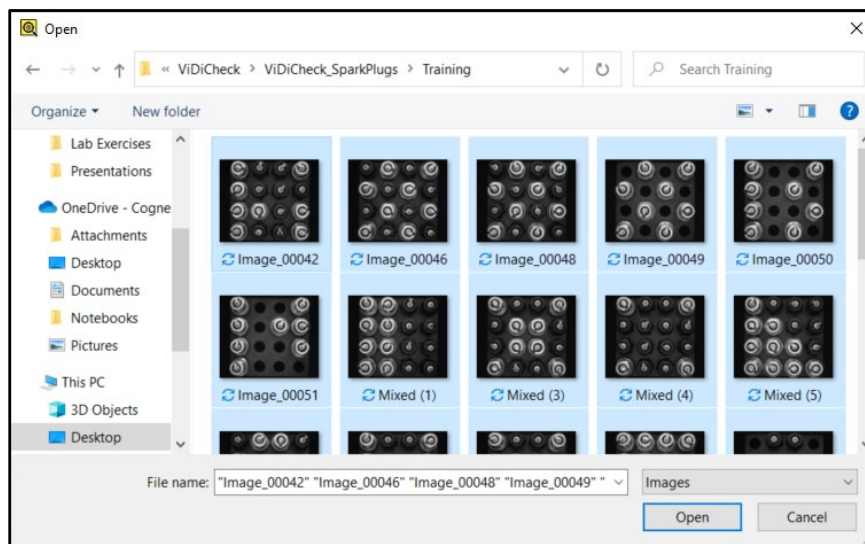 Open
« ViDiCheck > ViDiCheck_SparkPlugs > Training
Search Training
Organize
New folder
Lab Exercises
Presentations
OneDrive - Cogne
Attachments
Desktop
Documents
Notebooks
Pictures
This PC
3D Objects
Desktop
Image_00042
Image_00046
Image_00048
Image_00049
Image_00050
Image_00051
Mixed (1)
Mixed (3)
Mixed (4)
Mixed (5)
File name: "Image_00042" "Image_00046" "Image_00048" "Image_00049" "
Images
Open
Cancel